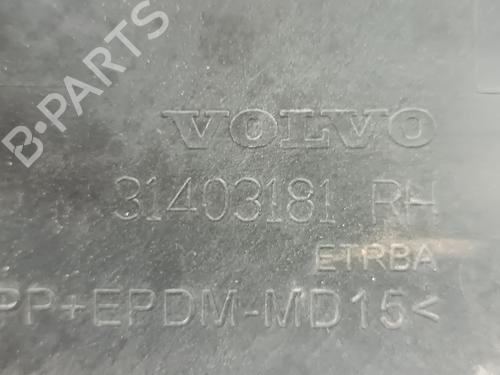 B-PARTS
VOLVO
31403181 RH
ETRBA
PP+EPDM-MD15<